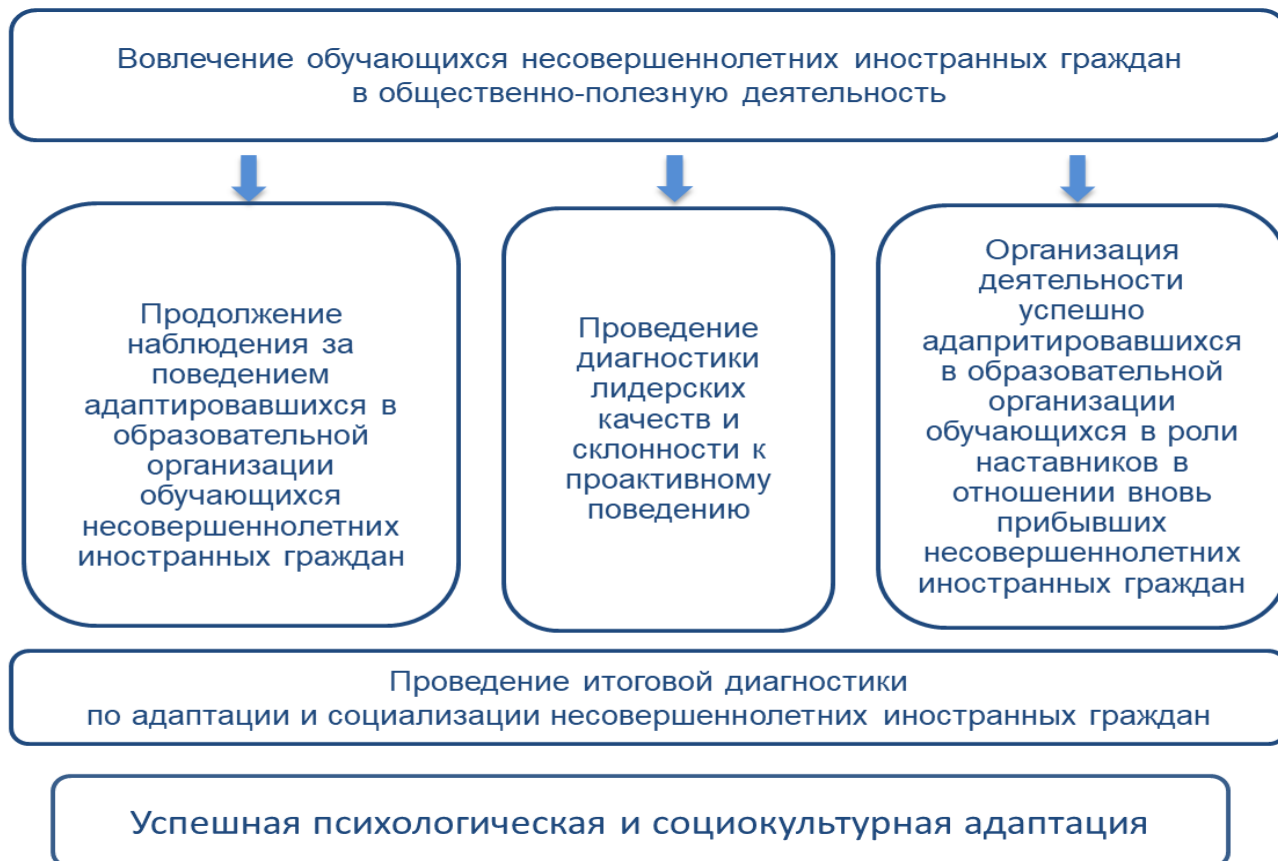 Вовлечение обучающихся несовершеннолетних иностранных граждан
в общественно-полезную деятельность
Продолжение
наблюдения за
поведением
адаптировавшихся в
образовательной
организации
обучающихся
несовершеннолетних
иностранных граждан
Проведение
диагностики
лидерских
качеств и
склонности к
проактивному
поведению
Организация
деятельности
успешно
адапритировавшихся
в образовательной
организации
обучающихся в роли
наставников в
отношении вновь
прибывших
несовершеннолетних
иностранных граждан
Проведение итоговой диагностики
по адаптации и социализации несовершеннолетних иностранных граждан
Успешная психологическая и социокультурная адаптация